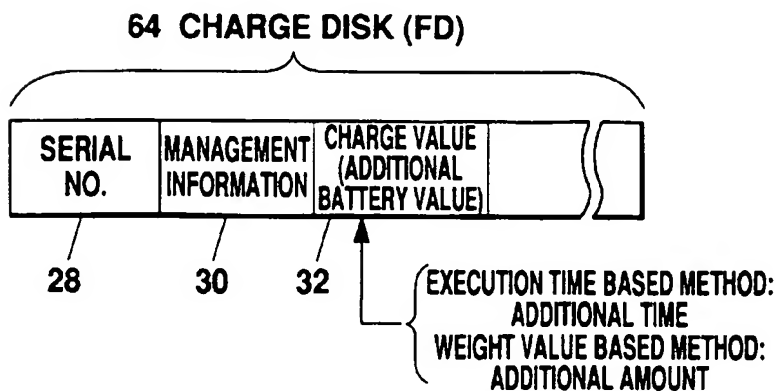 64 CHARGE DISK (FD)
SERIAL NO.
MANAGEMENT INFORMATION
CHARGE VALUE (ADDITIONAL BATTERY VALUE)
28
30
32
EXECUTION TIME BASED METHOD:
ADDITIONAL TIME
WEIGHT VALUE BASED METHOD:
ADDITIONAL AMOUNT